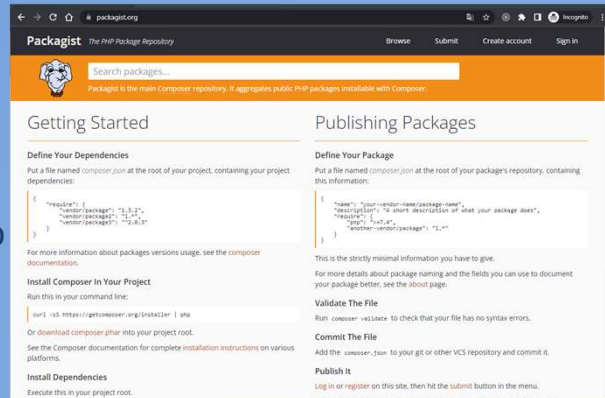 packagist.org
Incognito
Packagist The PHP Package Repository
Browse Submit Create account Sign in
Search packages...
Packagist is the main Composer repository. It aggregates public PHP packages installable with Composer.
Getting Started
Define Your Dependencies
Put a file named composer.json at the root of your project, containing your project
dependencies:
{
"require": {
"vendor/package": "1.3.2",
"vendor/package2": "1.*",
"vendor/package3": "^2.0.3"
}
}
For more information about packages versions usage, see the composer
documentation.
Install Composer In Your Project
Run this in your command line:
curl -sS https://getcomposer.org/installer | php
Or download composer.phar into your project root.
See the Composer documentation for complete installation instructions on various
platforms.
Install Dependencies
Execute this in your project root.
Publishing Packages
Define Your Package
Put a file named composer.json at the root of your package's repository, containing
this information:
{
"name": "your-vendor-name/package-name",
"description": "A short description of what your package does",
"require": {
"php": ">=7.4",
"another-vendor/package": "1.*"
}
}
This is the strictly minimal information you have to give.
For more details about package naming and the fields you can use to document
your package better, see the about page.
Validate The File
Run composer validate to check that your file has no syntax errors.
Commit The File
Add the composer.json to your git or other VCS repository and commit it.
Publish It
Log in or register on this site, then hit the submit button in the menu.